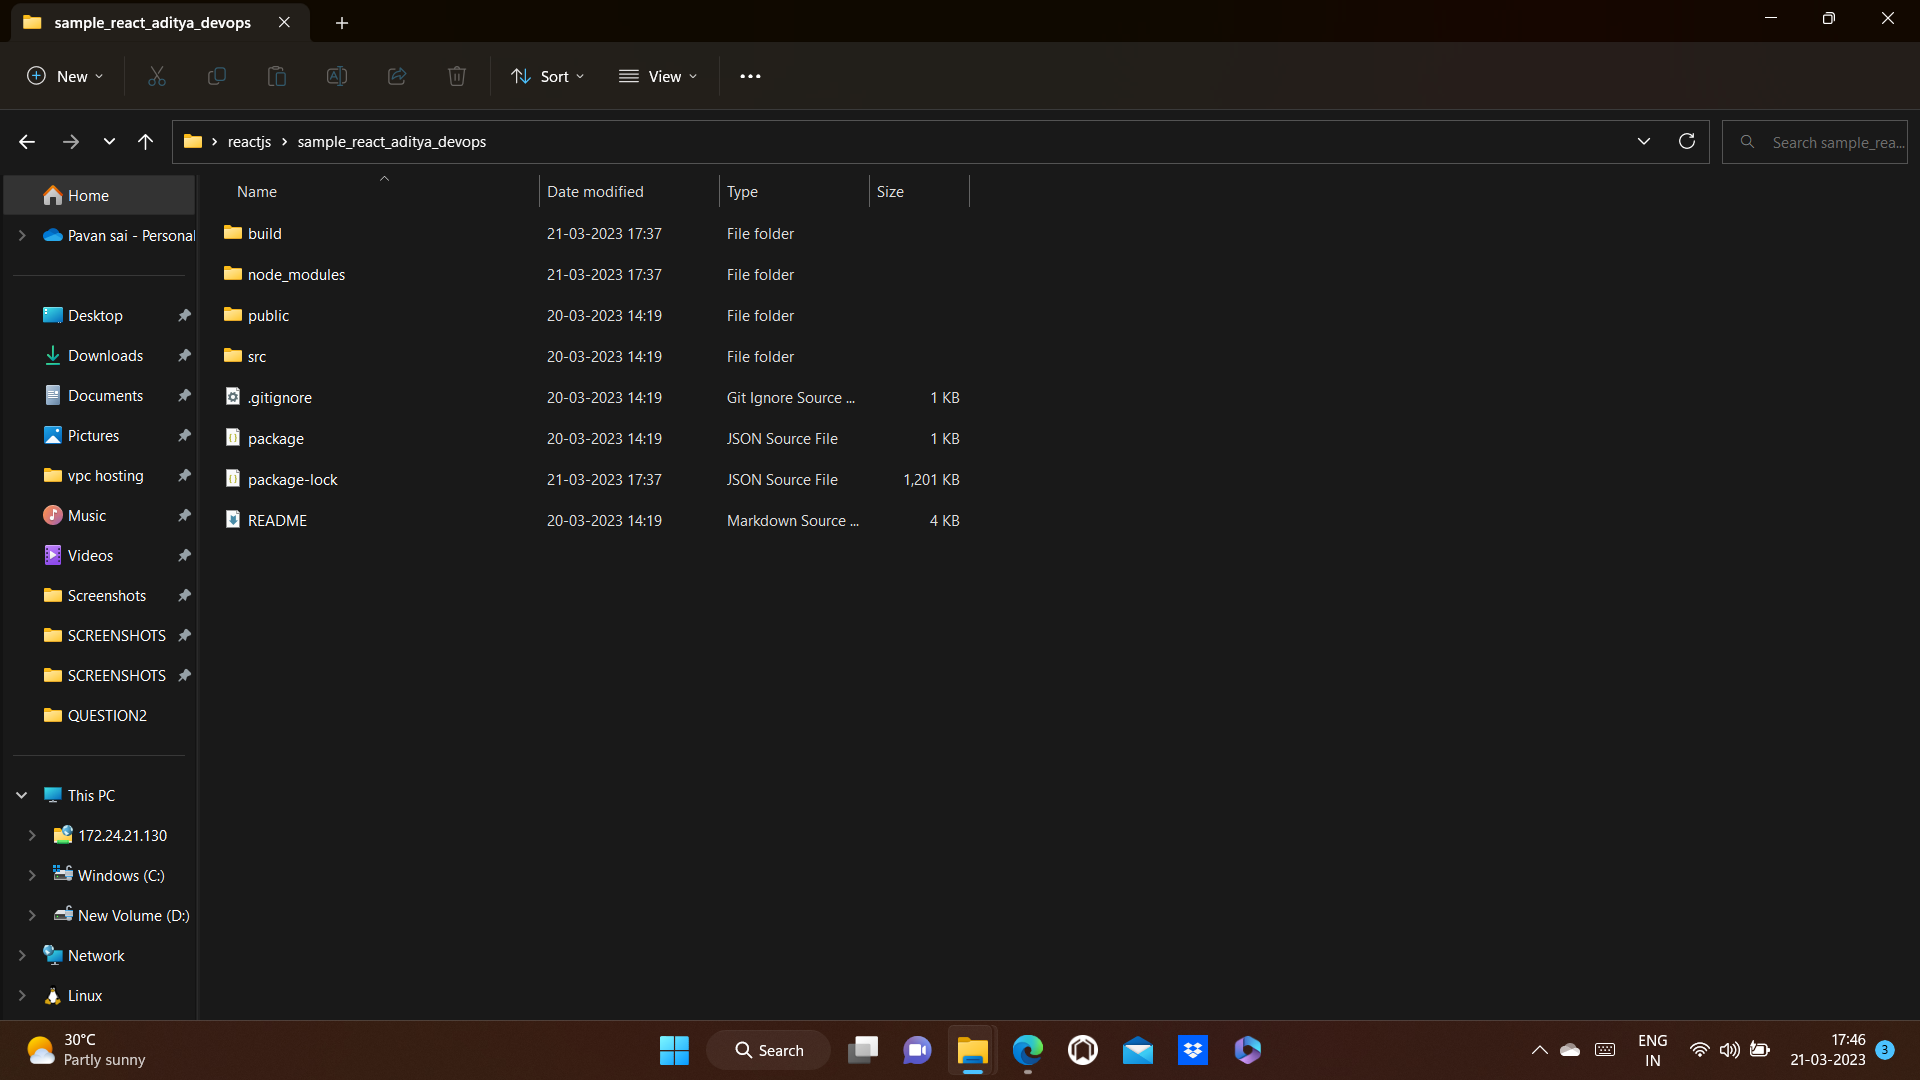 sample_react_aditya_devops
New
Sort
View
reactjs
sample_react_aditya_devops
Search sample_rea...
Home
Pavan sai - Personal
Desktop
Downloads
Documents
Pictures
vpc hosting
Music
Videos
Screenshots
SCREENSHOTS
SCREENSHOTS
QUESTION2
This PC
172.24.21.130
Windows (C:)
New Volume (D:)
Network
Linux
Name Date modified Type Size
build 21-03-2023 17:37 File folder
node_modules 21-03-2023 17:37 File folder
public 20-03-2023 14:19 File folder
src 20-03-2023 14:19 File folder
.gitignore 20-03-2023 14:19 Git Ignore Source ... 1 KB
package 20-03-2023 14:19 JSON Source File 1 KB
package-lock 21-03-2023 17:37 JSON Source File 1,201 KB
README 20-03-2023 14:19 Markdown Source ... 4 KB
30°C
Partly sunny
Search
ENG
IN
17:46
21-03-2023
3